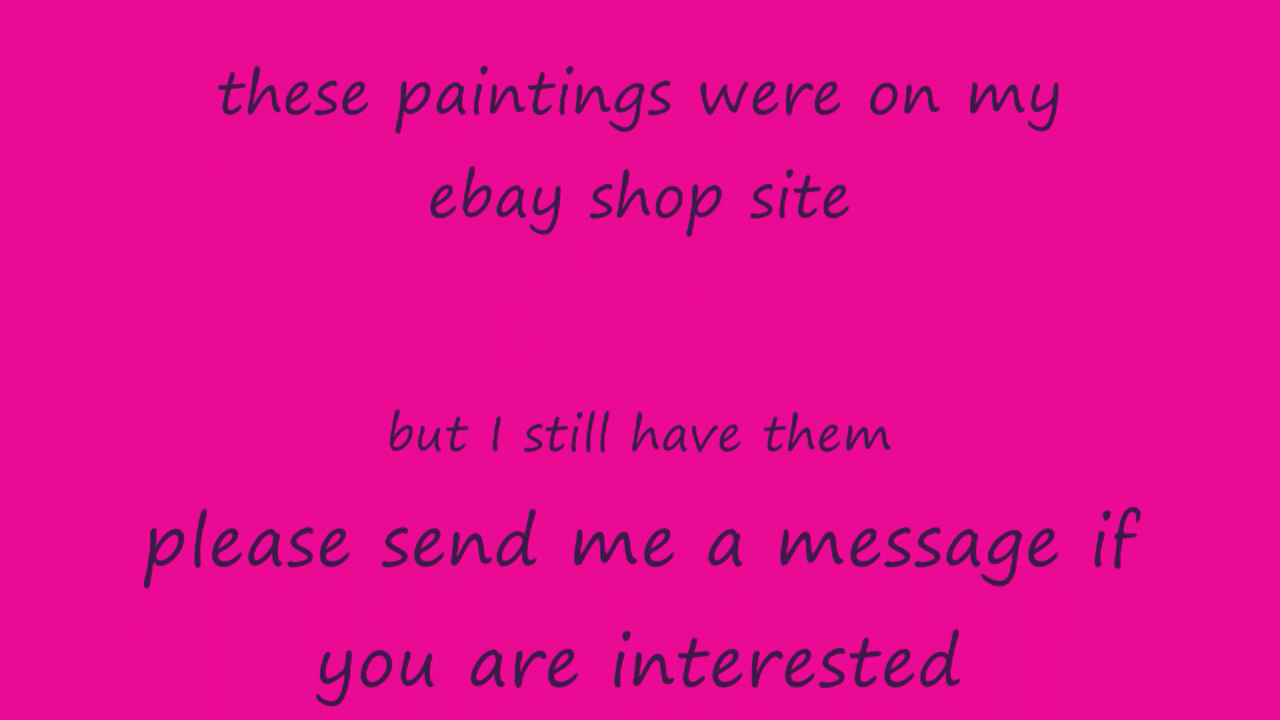 these paintings were on my
ebay shop site
but I still have them
please send me a message if
you are interested